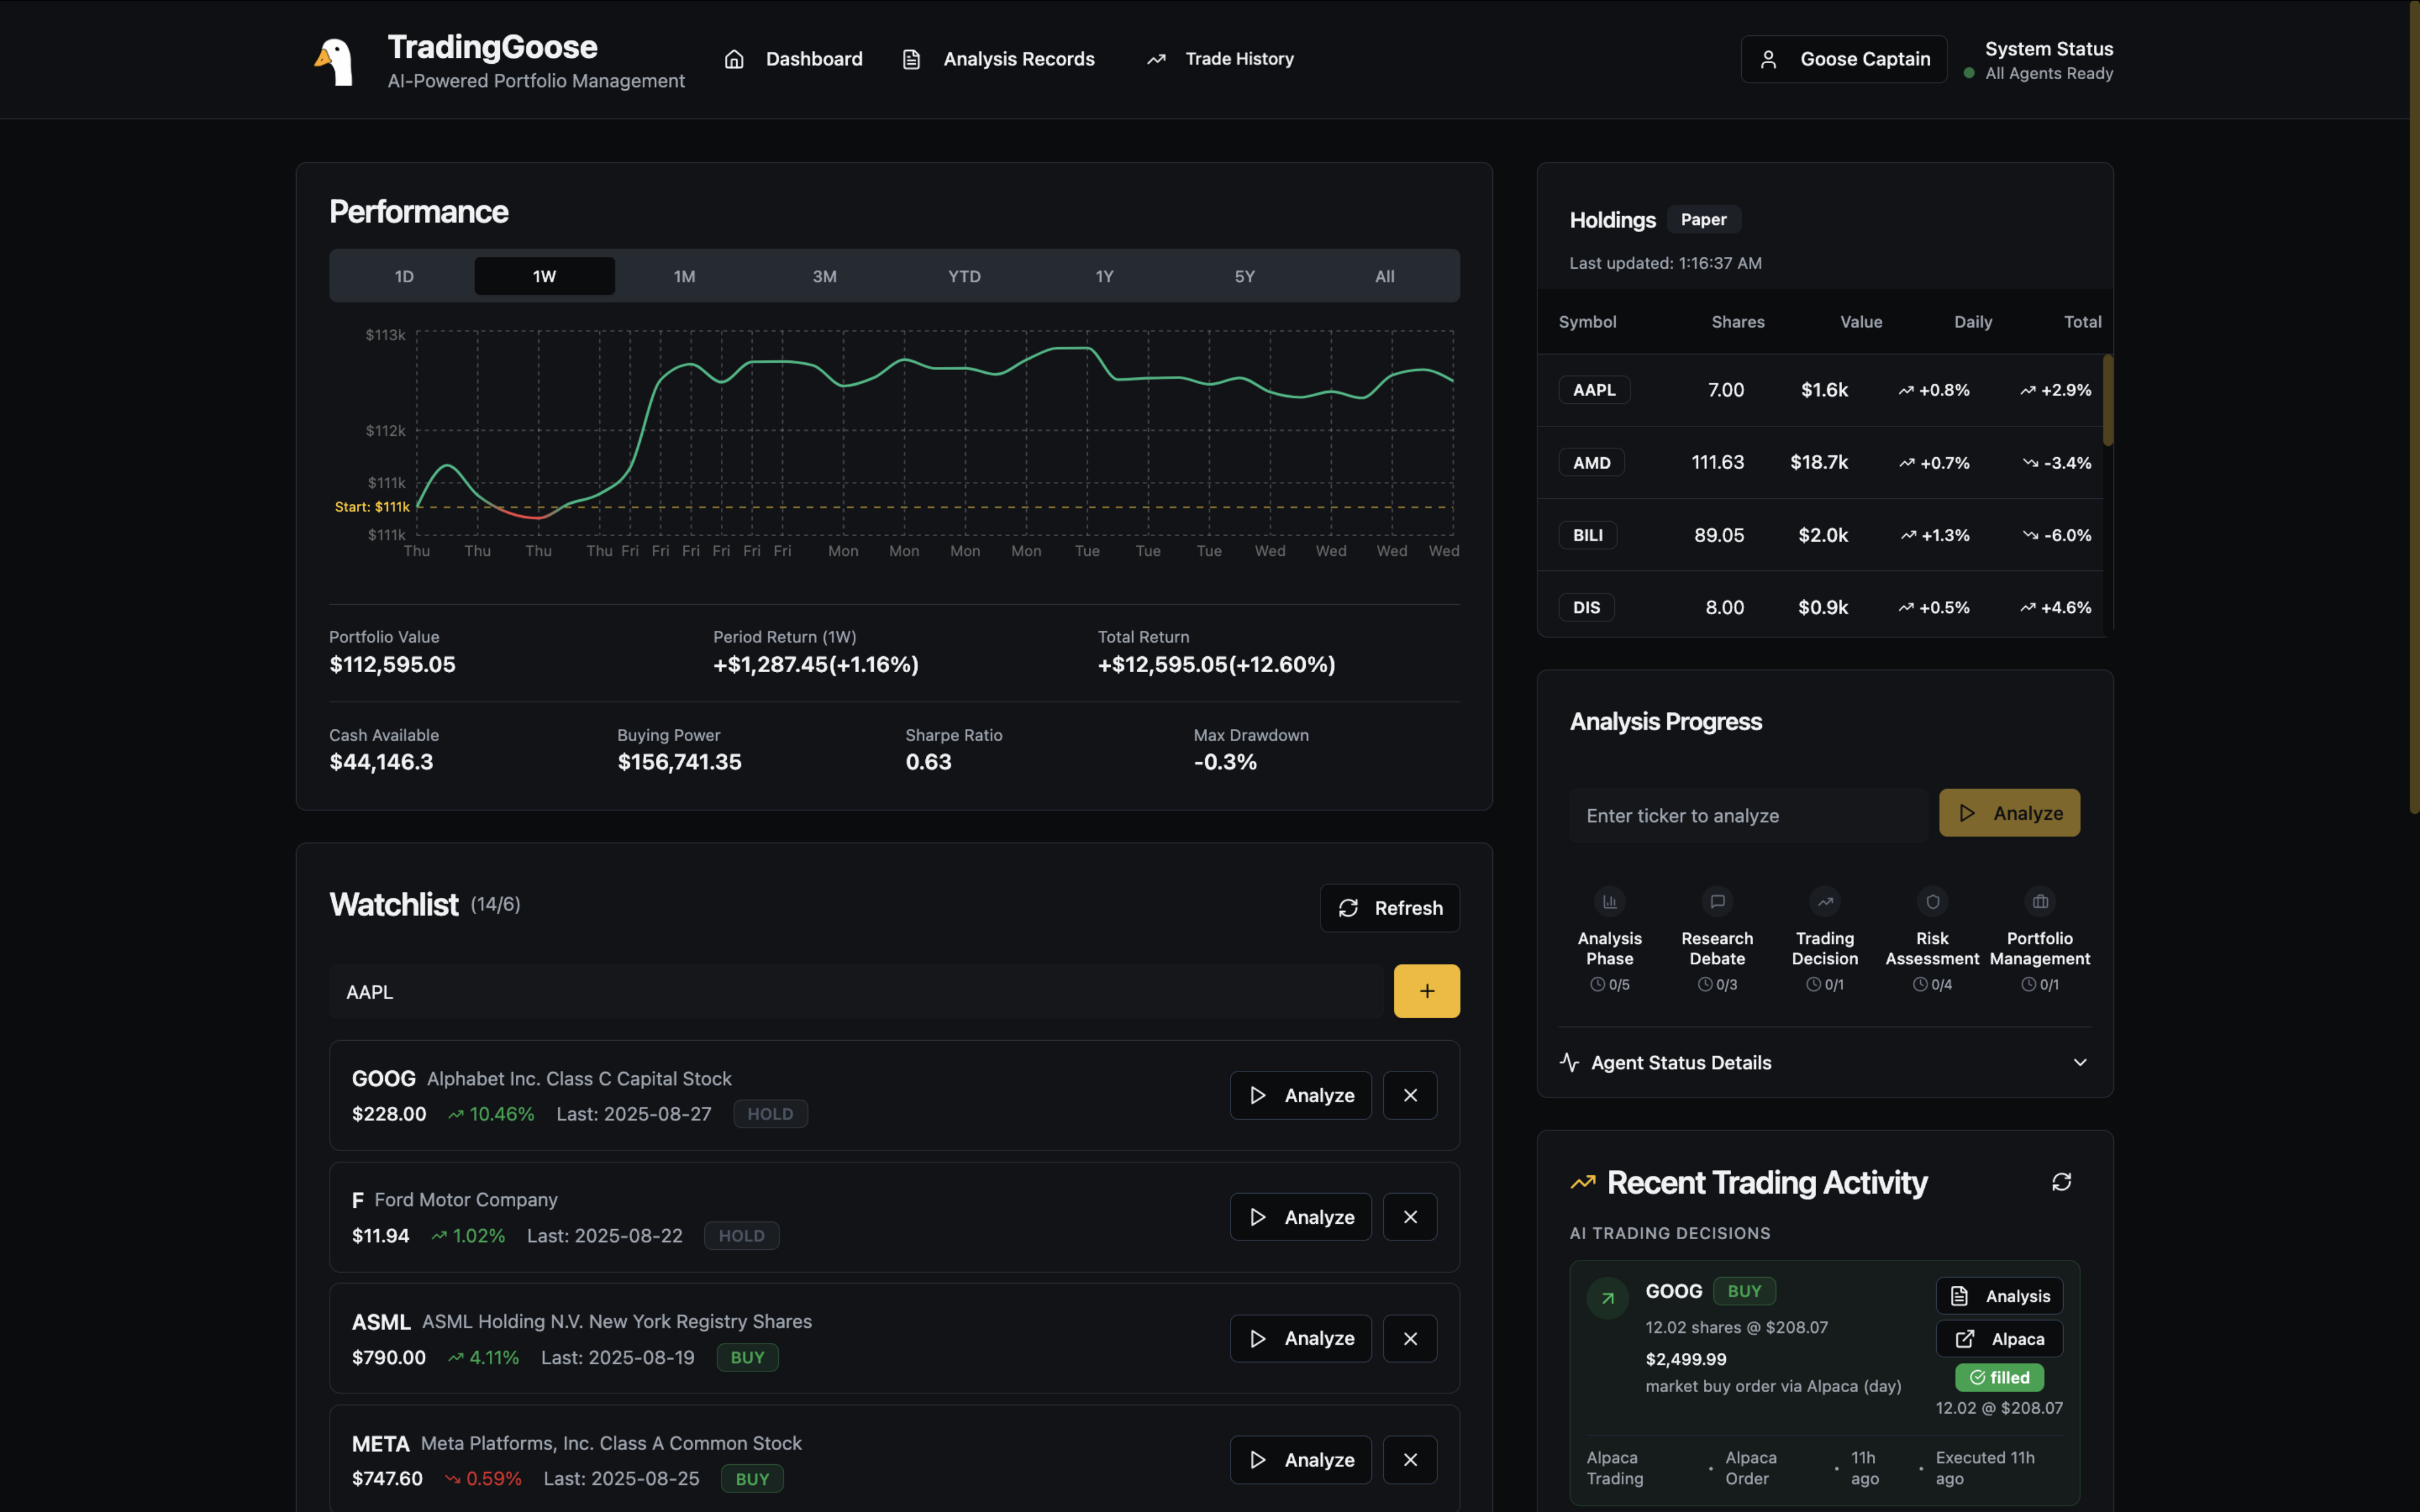 TradingGoose
AI-Powered Portfolio Management
Dashboard
Analysis Records
Trade History
Goose Captain
System Status
All Agents Ready
Performance
1D 1W 1M 3M YTD 1Y 5Y All
$113k
$112k
$111k
Start: $111k
$111k
Thu Thu Thu Thu Fri Fri Fri Fri Fri Fri Mon Mon Mon Mon Tue Tue Tue Wed Wed Wed Wed
Portfolio Value Period Return (1W) Total Return
$112,595.05 +$1,287.45(+1.16%) +$12,595.05(+12.60%)
Cash Available Buying Power Sharpe Ratio Max Drawdown
$44,146.3 $156,741.35 0.63 -0.3%
Watchlist (14/6)
Refresh
AAPL
+
GOOG Alphabet Inc. Class C Capital Stock
$228.00 10.46% Last: 2025-08-27 HOLD
Analyze
F Ford Motor Company
$11.94 1.02% Last: 2025-08-22 HOLD
Analyze
ASML ASML Holding N.V. New York Registry Shares
$790.00 4.11% Last: 2025-08-19 BUY
Analyze
META Meta Platforms, Inc. Class A Common Stock
$747.60 0.59% Last: 2025-08-25 BUY
Analyze
Holdings Paper
Last updated: 1:16:37 AM
Symbol Shares Value Daily Total
AAPL 7.00 $1.6k +0.8% +2.9%
AMD 111.63 $18.7k +0.7% -3.4%
BILI 89.05 $2.0k +1.3% -6.0%
DIS 8.00 $0.9k +0.5% +4.6%
Analysis Progress
Enter ticker to analyze
Analyze
Analysis Research Trading Risk Portfolio
Phase Debate Decision Assessment Management
0/5 0/3 0/1 0/4 0/1
Agent Status Details
Recent Trading Activity
AI TRADING DECISIONS
GOOG BUY
12.02 shares @ $208.07
$2,499.99
market buy order via Alpaca (day)
Analysis
Alpaca
filled
12.02 @ $208.07
Alpaca • Alpaca • 11h • Executed 11h
Trading Order ago ago